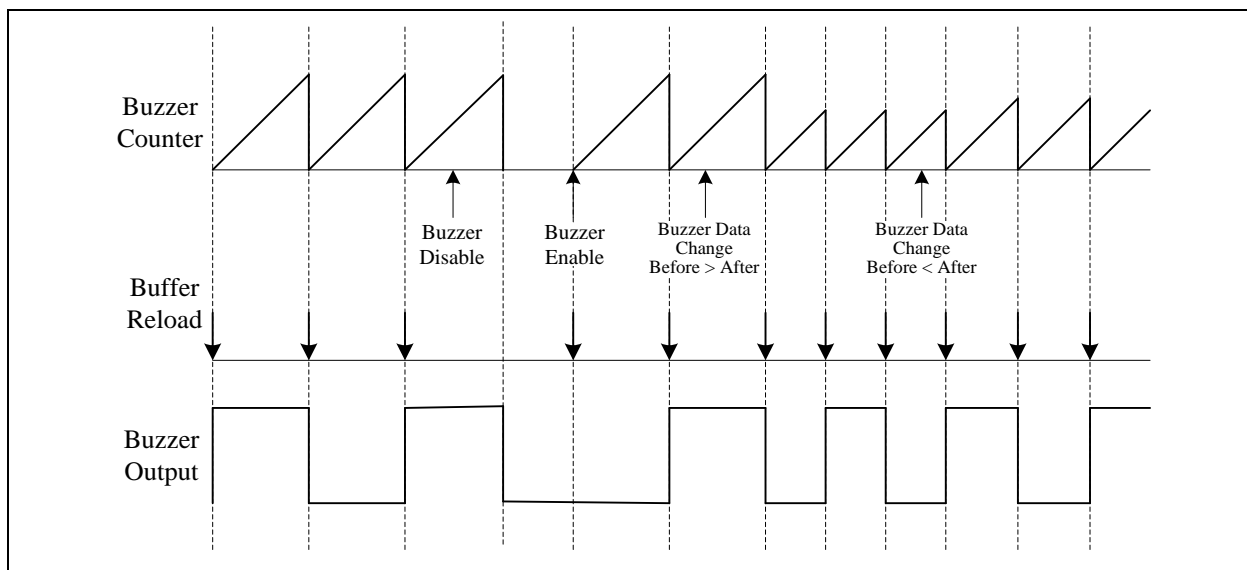 Buzzer
Counter
Buzzer
Disable
Buzzer
Enable
Buzzer Data
Change
Before > After
Buzzer Data
Change
Before < After
Buffer
Reload
Buzzer
Output